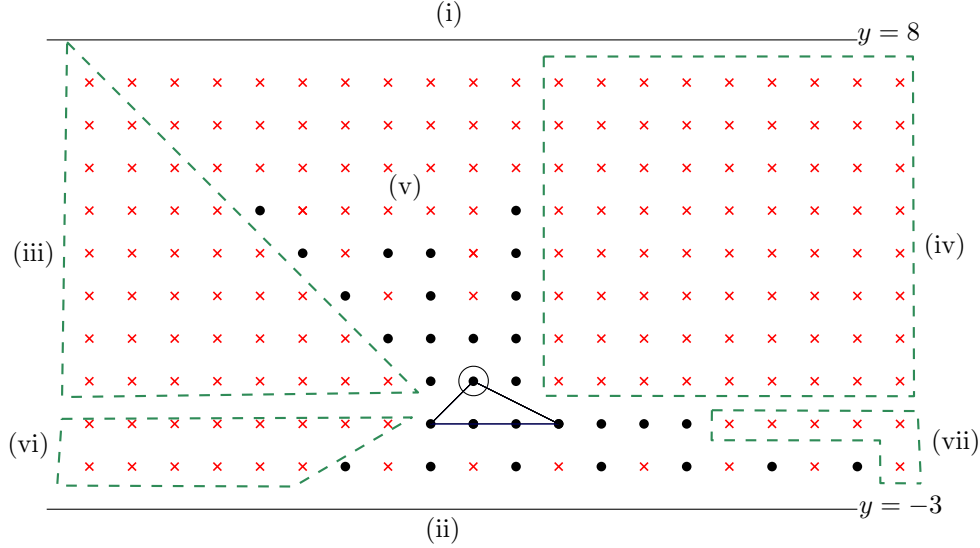 (i)
y = 8
(v)
(iii)
(iv)
(vi)
(vii)
y = −3
(ii)